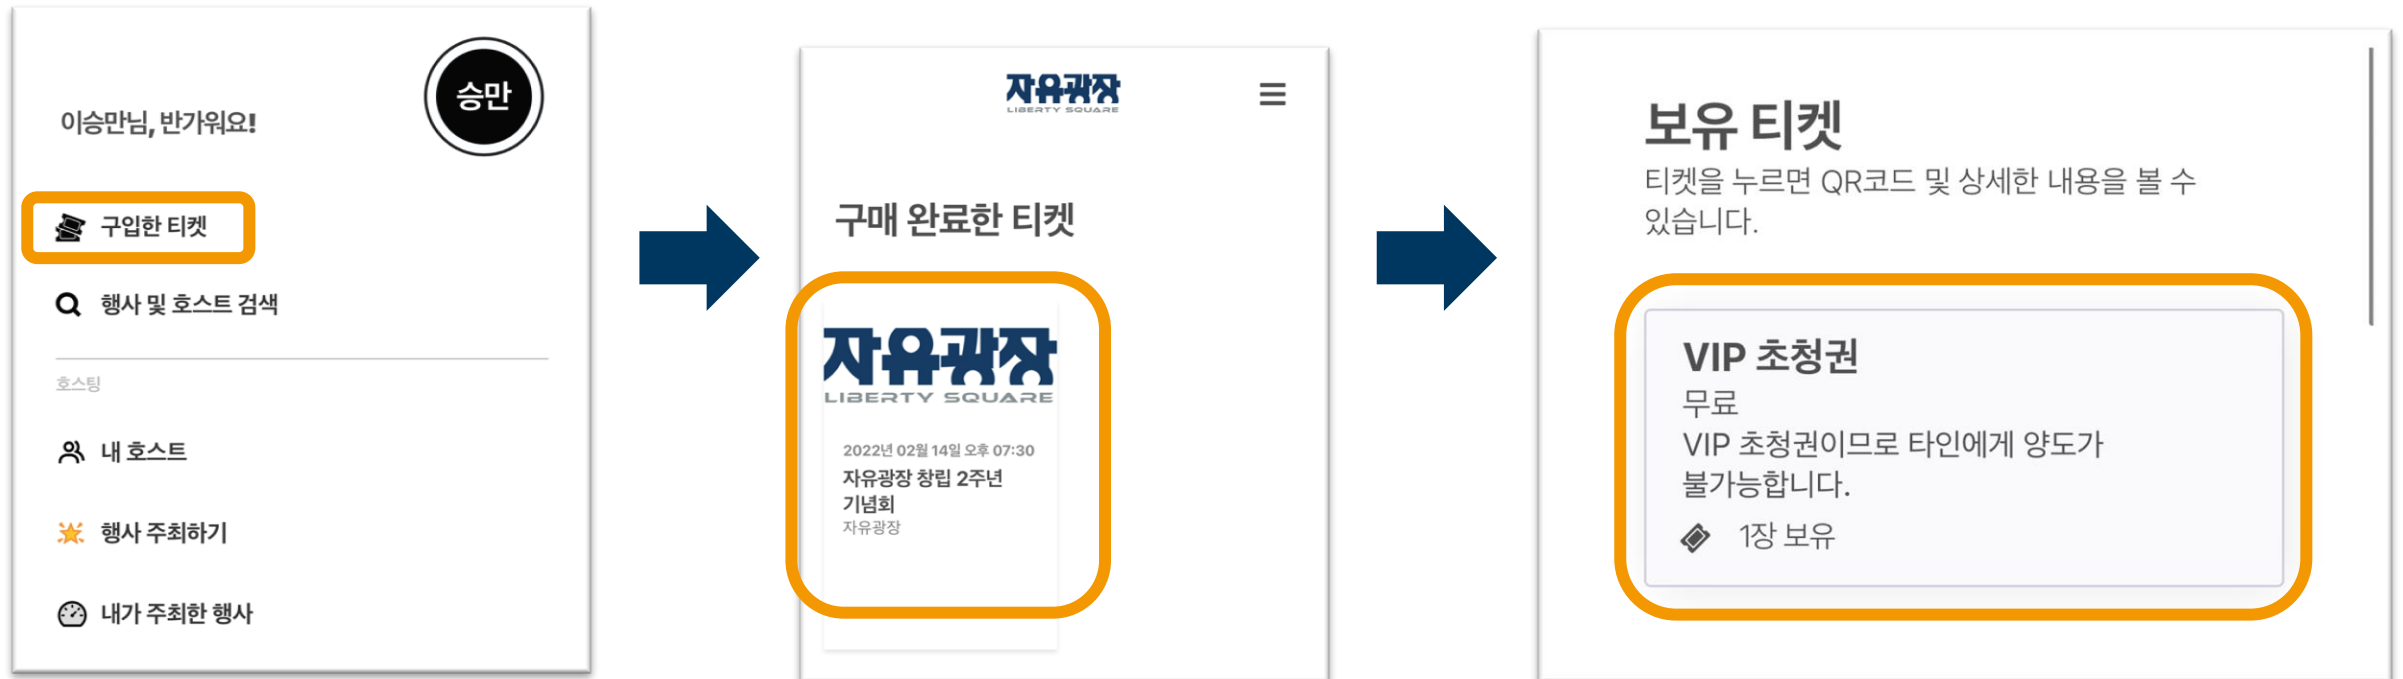 승만
이승만님, 반가워요!
구입한 티켓
행사 및 호스트 검색
호스팅
내 호스트
행사 주최하기
내가 주최한 행사
자유광장
LIBERTY SQUARE
구매 완료한 티켓
자유광장
LIBERTY SQUARE
2022년 02월 14일 오후 07:30
자유광장 창립 2주년
기념회
자유광장
보유 티켓
티켓을 누르면 QR코드 및 상세한 내용을 볼 수
있습니다.
VIP 초청권
무료
VIP 초청권이므로 타인에게 양도가
불가능합니다.
1장 보유